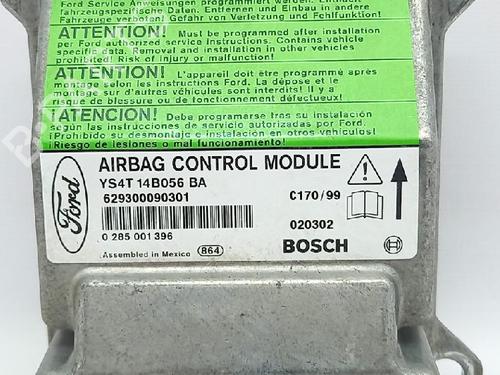 Ford Service Anweisungen programmiert werden. Enthält
fahrzeugspezifische Daten. Entfernen und Einbau in andere
Fahrzeuge verboten! Gefahr von Verletzung und Fehlfunktion!
ATTENTION! Unit must be programmed after installation
per Ford authorized service Instructions. Contains vehicle
specific data. Removal and installation in other vehicles
prohibited! Risk of Injury or malfunction!
ATTENTION! L'appareil doit être programmé après
montage selon les instructions Ford. La dépose et le
montage sur d'autres véhicules sont interdits! Il y a
risque de blessure ou de fonctionnement défectueux!
ATENCION! Debe programarse tras su instalación
según las instrucciones de servicio autorizadas por Ford.
¡Prohibido su desmontaje e instalación en otros vehículos!
¡Riesgo de lesiones o mal funcionamiento!
Ford
AIRBAG CONTROL MODULE
YS4T 14B056 BA
629300090301
C170/99
0 285 001 396
020302
Assembled in Mexico 864
BOSCH